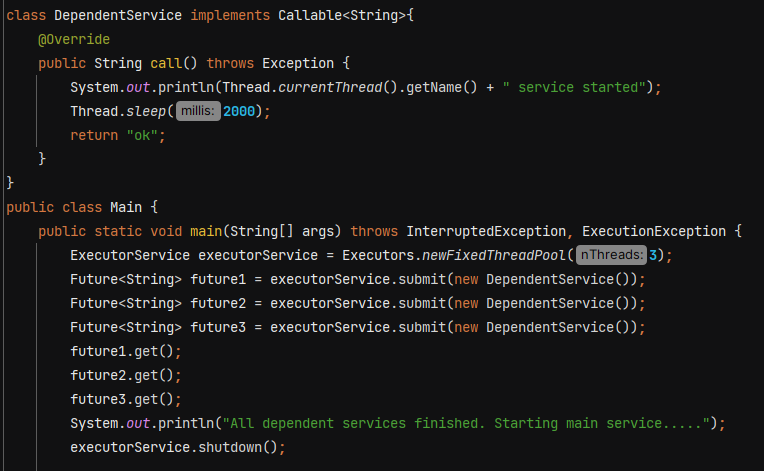 class DependentService implements Callable<String>{
    @Override
    public String call() throws Exception {
        System.out.println(Thread.currentThread().getName() + " service started");
        Thread.sleep( millis: 2000);
        return "ok";
    }
}
public class Main {
    public static void main(String[] args) throws InterruptedException, ExecutionException {
        ExecutorService executorService = Executors.newFixedThreadPool( nThreads: 3);
        Future<String> future1 = executorService.submit(new DependentService());
        Future<String> future2 = executorService.submit(new DependentService());
        Future<String> future3 = executorService.submit(new DependentService());
        future1.get();
        future2.get();
        future3.get();
        System.out.println("All dependent services finished. Starting main service.....");
        executorService.shutdown();